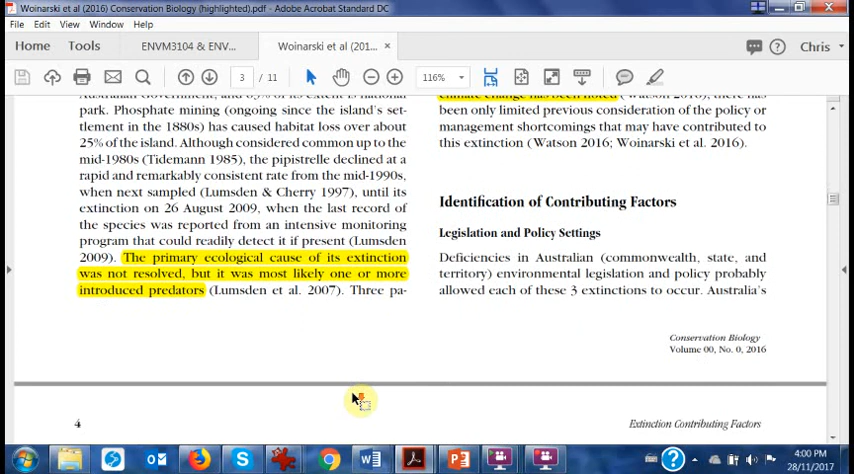 Woinarski et al (2016) Conservation Biology (highlighted).pdf - Adobe Acrobat Standard DC
File Edit View Window Help
Home Tools ENVM3104 & ENV... Woinarski et al (201... × Chris
3 / 11 116%
park. Phosphate mining (ongoing since the island's set-
tlement in the 1880s) has caused habitat loss over about
25% of the island. Although considered common up to the
mid-1980s (Tidemann 1985), the pipistrelle declined at a
rapid and remarkably consistent rate from the mid-1990s,
when next sampled (Lumsden & Cherry 1997), until its
extinction on 26 August 2009, when the last record of
the species was reported from an intensive monitoring
program that could readily detect it if present (Lumsden
2009). The primary ecological cause of its extinction
was not resolved, but it was most likely one or more
introduced predators (Lumsden et al. 2007). Three pa-
climate change has been noted (Watson 2016), there has
been only limited previous consideration of the policy or
management shortcomings that may have contributed to
this extinction (Watson 2016; Woinarski et al. 2016).
Identification of Contributing Factors
Legislation and Policy Settings
Deficiencies in Australian (commonwealth, state, and
territory) environmental legislation and policy probably
allowed each of these 3 extinctions to occur. Australia's
Conservation Biology
Volume 00, No. 0, 2016
4 Extinction Contributing Factors
4:00 PM
28/11/2017